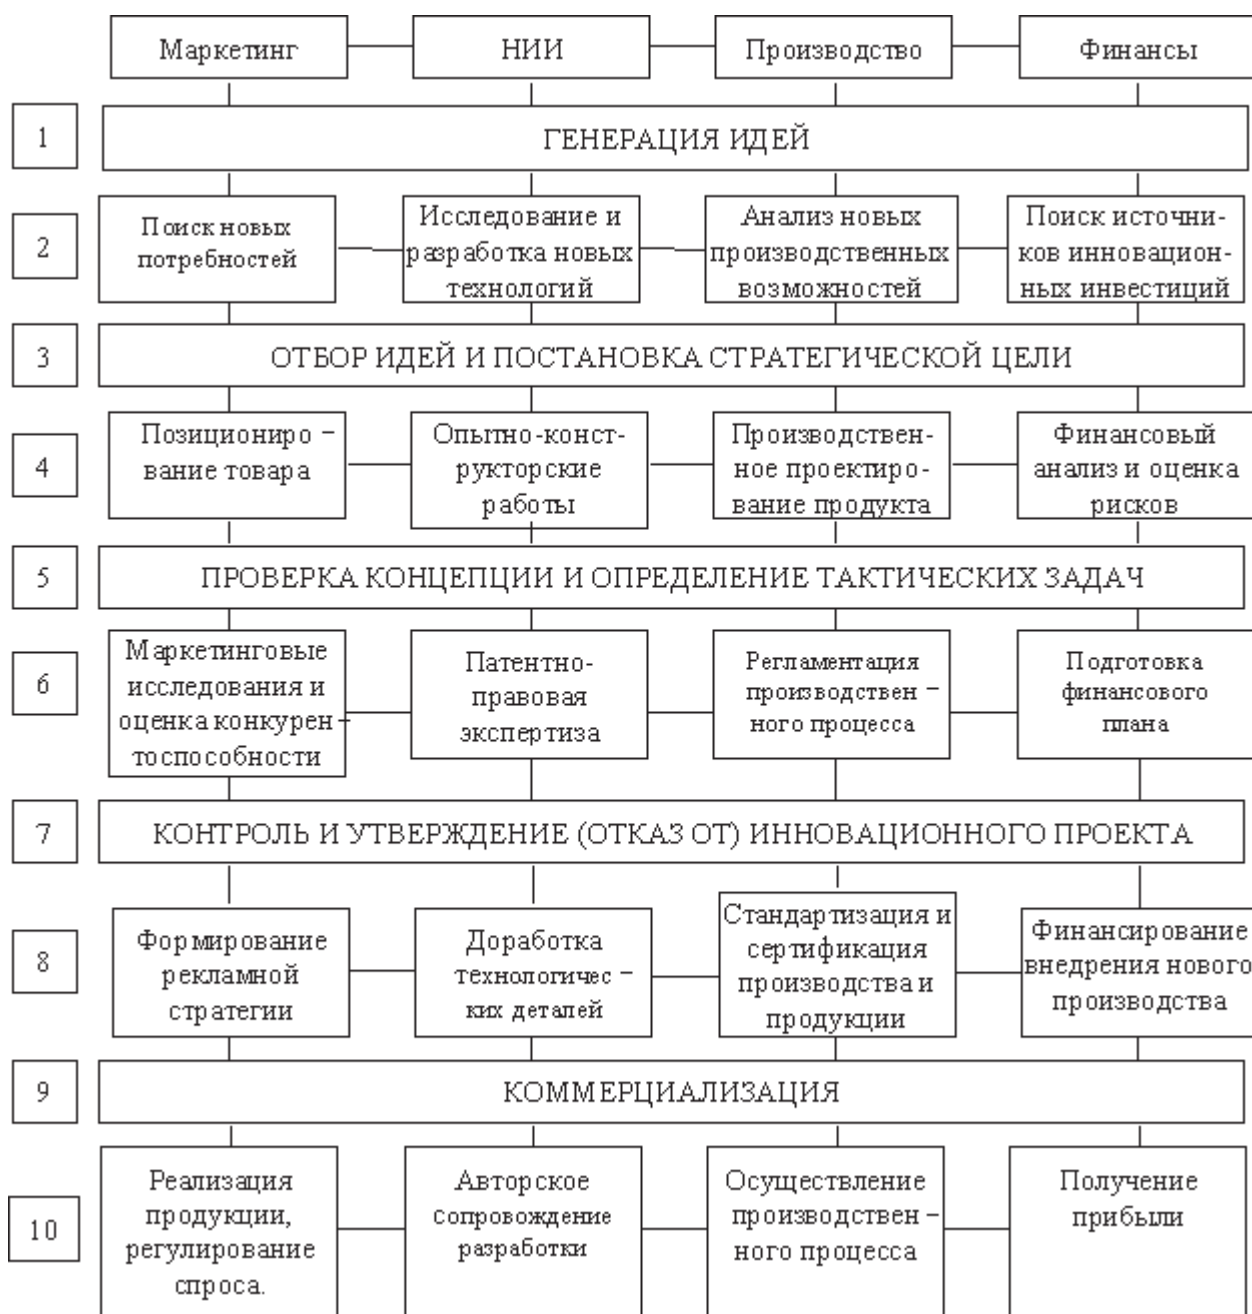 Маркетинг
НИИ
Производство
Финансы
1
ГЕНЕРАЦИЯ ИДЕЙ
2
Поиск новых
потребностей
Исследование и
разработка новых
технологий
Анализ новых
производственных
возможностей
Поиск источни-
ков инновацион-
ных инвестиций
3
ОТБОР ИДЕЙ И ПОСТАНОВКА СТРАТЕГИЧЕСКОЙ ЦЕЛИ
4
Позициониро –
вание товара
Опытно-конст-
рукторские
работы
Производствен-
ное проектиро-
вание продукта
Финансовый
анализ и оценка
рисков
5
ПРОВЕРКА КОНЦЕПЦИИ И ОПРЕДЕЛЕНИЕ ТАКТИЧЕСКИХ ЗАДАЧ
6
Маркетинговые
исследования и
оценка конкурен –
тоспособности
Патентно-
правовая
экспертиза
Регламентация
производствен –
ного процесса
Подготовка
финансового
плана
7
КОНТРОЛЬ И УТВЕРЖДЕНИЕ (ОТКАЗ ОТ) ИННОВАЦИОННОГО ПРОЕКТА
8
Формирование
рекламной
стратегии
Доработка
технологичес –
ких деталей
Стандартизация и
сертификация
производства и
продукции
Финансирование
внедрения нового
производства
9
КОММЕРЦИАЛИЗАЦИЯ
10
Реализация
продукции,
регулирование
спроса.
Авторское
сопровождение
разработки
Осуществление
производствен –
ного процесса
Получение
прибыли